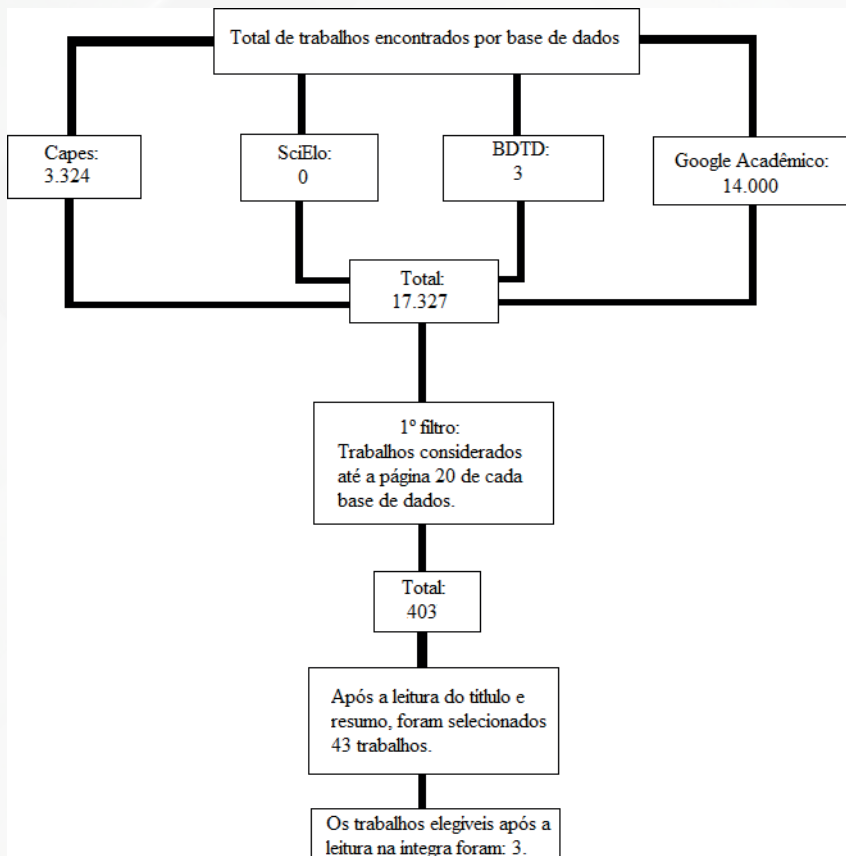 Total de trabalhos encontrados por base de dados
Capes:
3.324
SciElo:
0
BDTD:
3
Google Acadêmico:
14.000
Total:
17.327
1º filtro:
Trabalhos considerados
até a página 20 de cada
base de dados.
Total:
403
Após a leitura do titlulo e
resumo, foram selecionados
43 trabalhos.
Os trabalhos elegíveis após a
leitura na integra foram: 3.